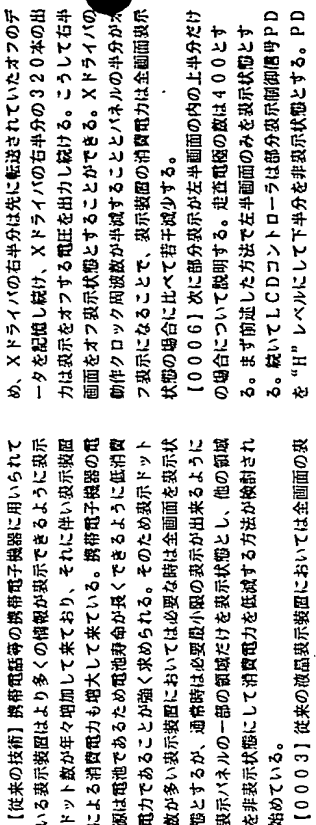 【従来の技術】携帯電話等の携帯電子機器に用いられて
いる表示装置はより多くの情報が表示できるように表示
ドット数が年々増加して来ており、それに伴い表示装置
による消費電力も増大して来ている。携帯電子機器の電
源は電池であるため電池寿命が長くできるように低消費
電力であることが強く求められる。そのため表示ドット
数が多い表示装置においては必要な時は全画面を表示状
態とするが、通常時は必要最小限の表示が出来るように
表示パネルの一部の領域だけを表示状態とし、他の領域
を非表示状態にして消費電力を低減する方法が検討され
始めている。
【0003】従来の液晶表示装置においては全画面の表
め、Xドライバの右半分は先に転送されていたオフのデ
ータを記憶し続け、Xドライバの右半分の320本の出
力は表示をオフする電圧を出力し続ける。こうして右半
画面をオフ表示状態とすることができる。Xドライバの
動作クロック周波数が半減することとパネルの半分がオ
フ表示になることで、表示装置の消費電力は全画面表示
状態の場合に比べて若干減少する。
【0006】次に部分表示が左半画面の内の上半分だけ
の場合について説明する。走査電極の数は400とす
る。まず前述した方法で左半画面のみを表示状態とす
る。続いてLCDコントローラは部分表示制御信号PD
を“H”レベルにして下半分を非表示状態とする。PD